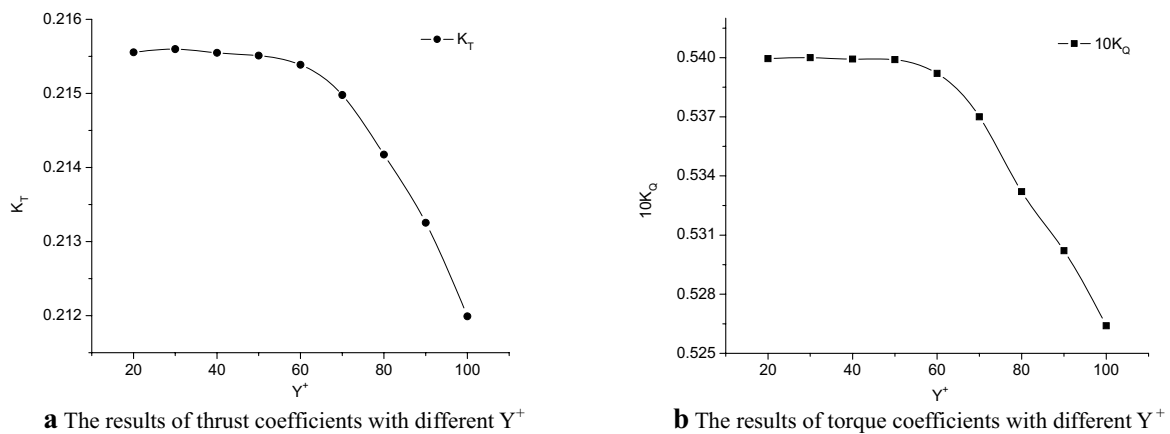 0.216
0.215
0.214
0.213
0.212
K_T
K_T
20 40 60 80 100
Y⁺
a The results of thrust coefficients with different Y⁺
0.540
0.537
0.534
0.531
0.528
0.525
10K_Q
10K_Q
20 40 60 80 100
Y⁺
b The results of torque coefficients with different Y⁺